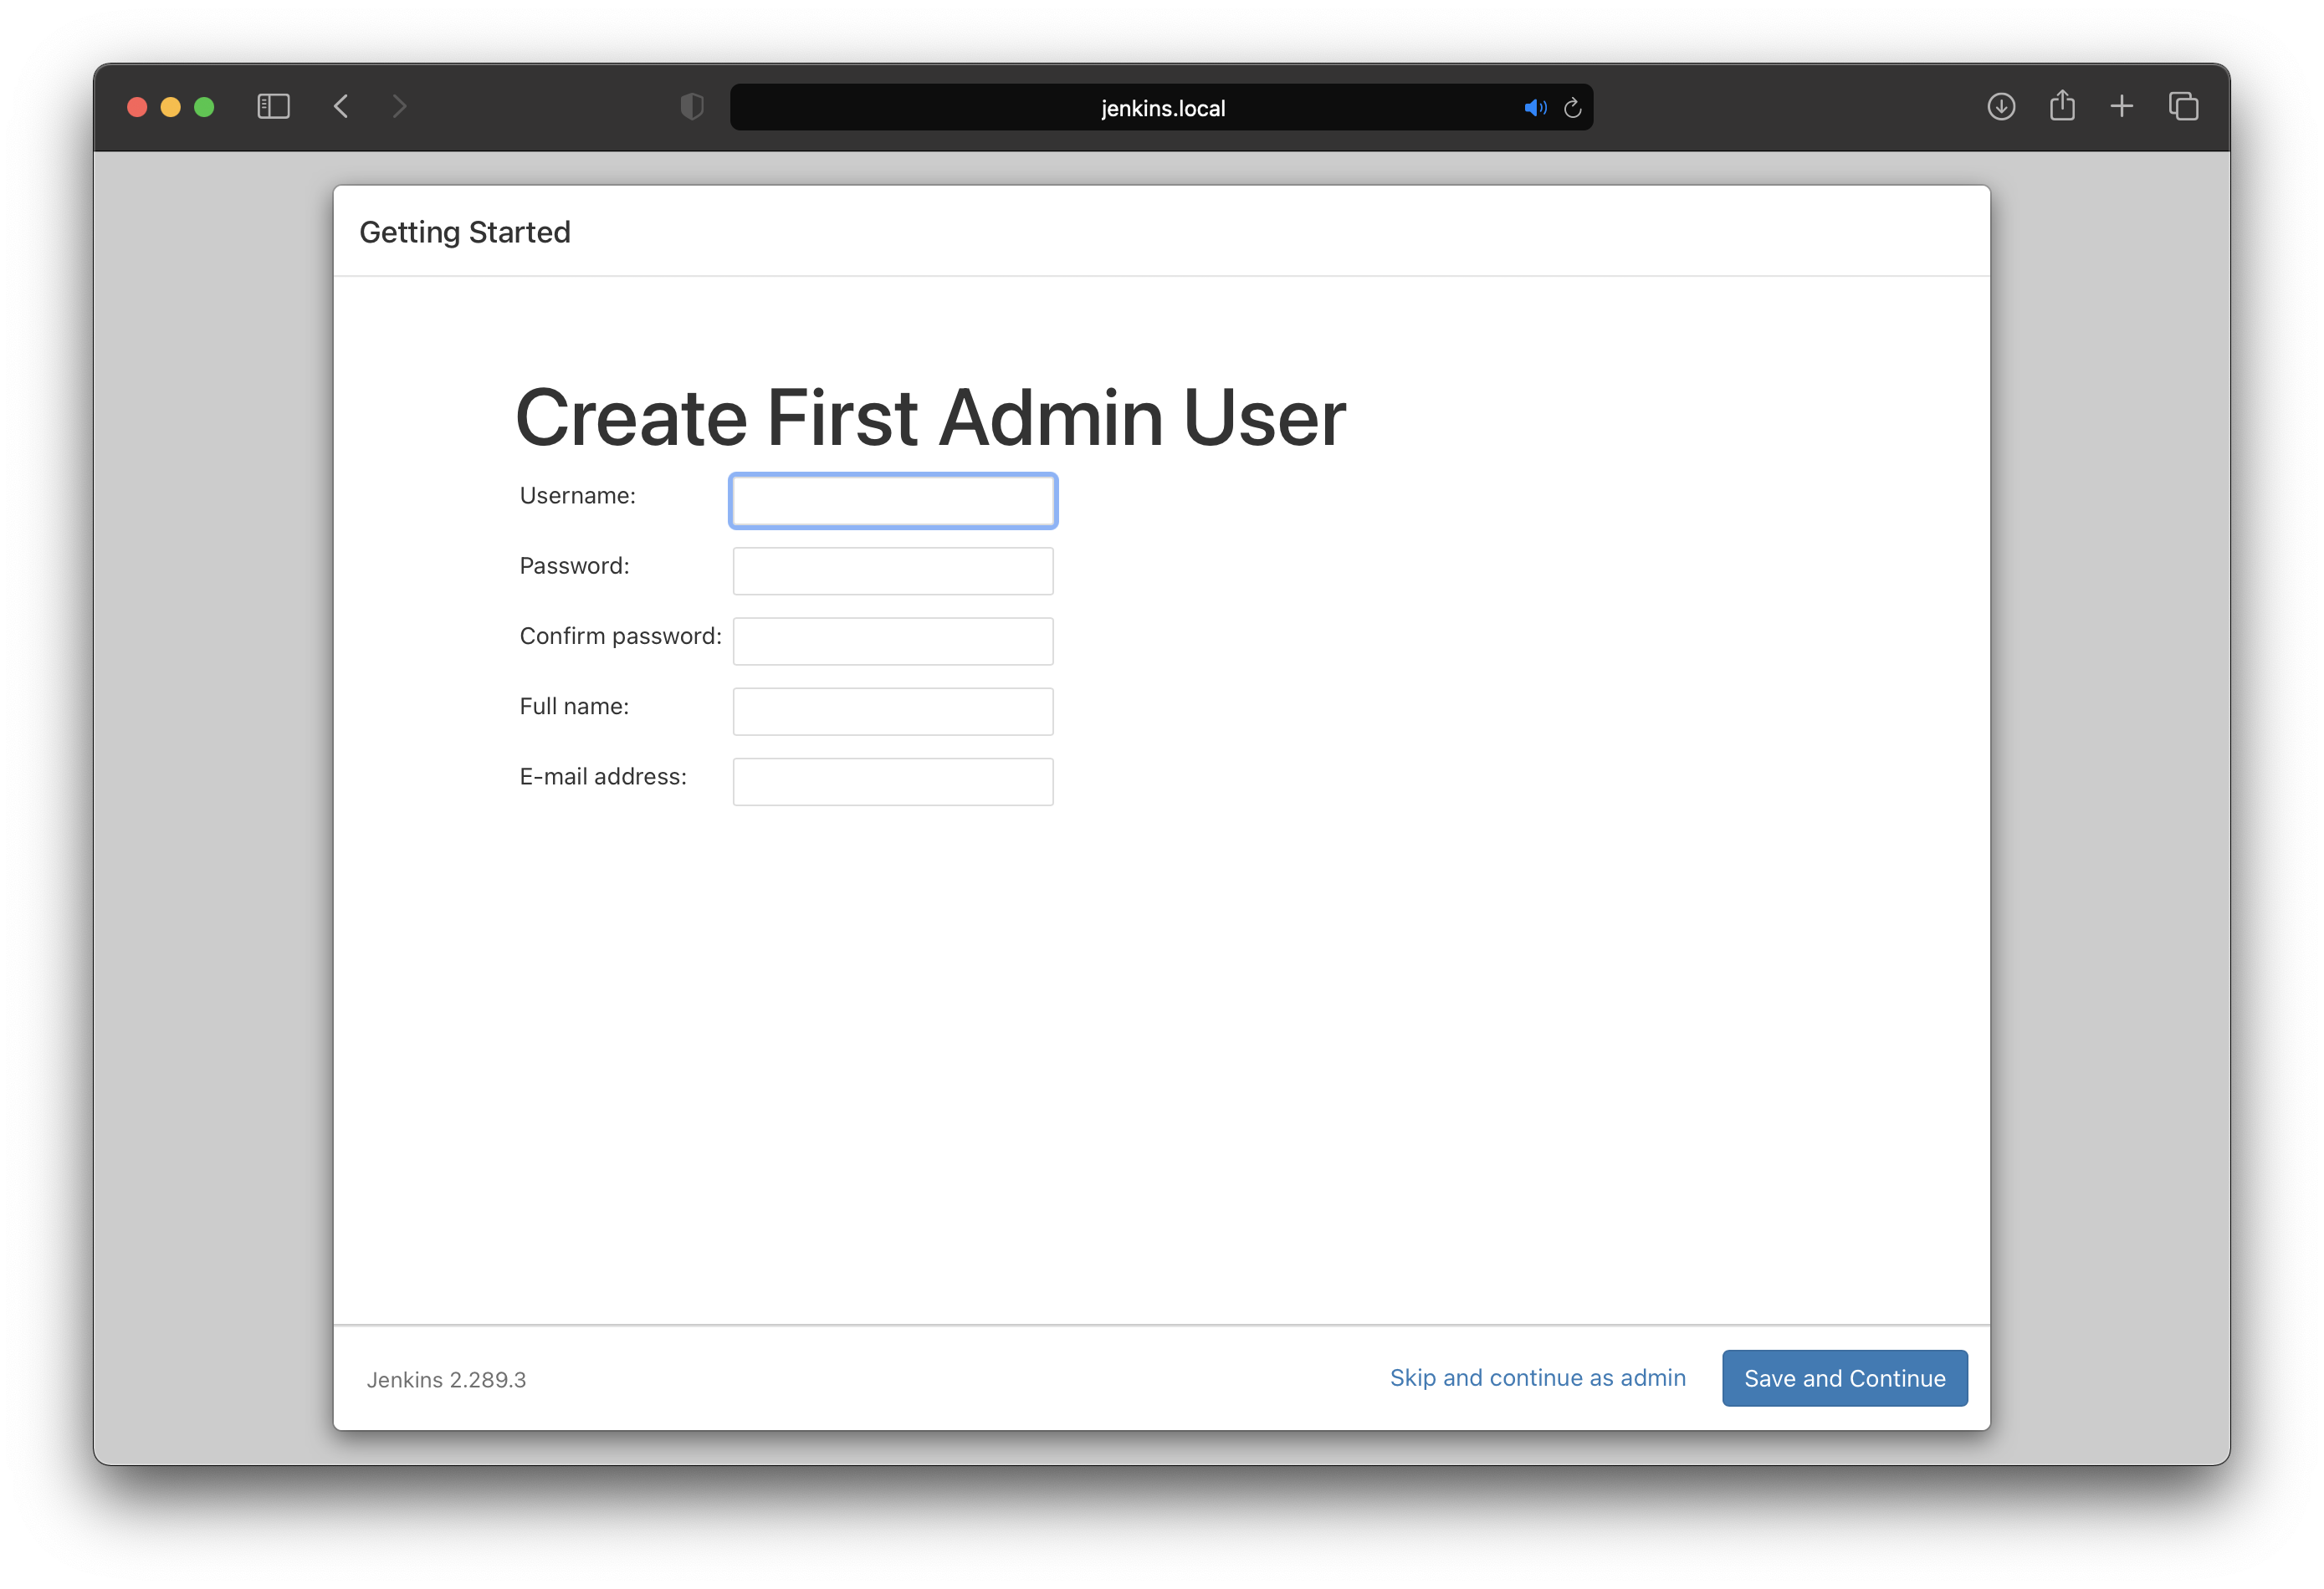 jenkins.local
Getting Started
Create First Admin User
Username:
Password:
Confirm password:
Full name:
E-mail address:
Jenkins 2.289.3
Skip and continue as admin
Save and Continue